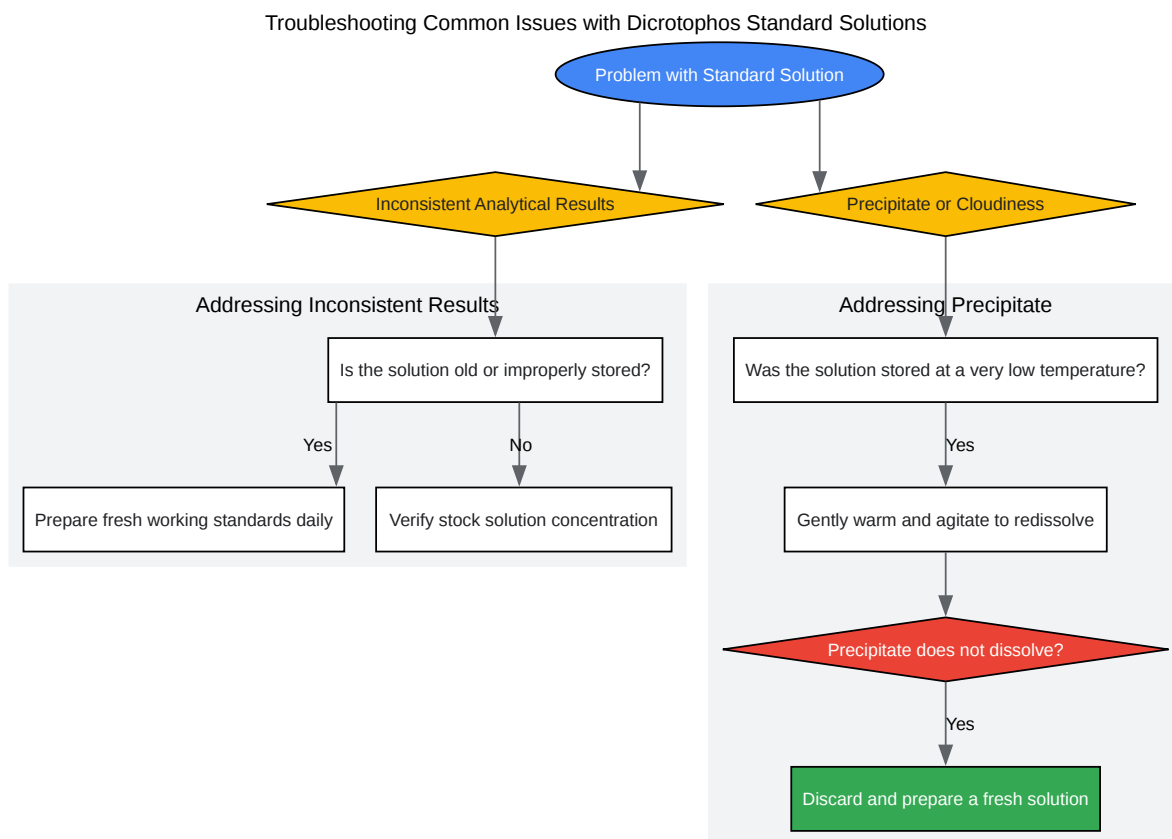 Troubleshooting Common Issues with Dicrotophos Standard Solutions
Problem with Standard Solution
Inconsistent Analytical Results
Precipitate or Cloudiness
Addressing Inconsistent Results
Addressing Precipitate
Is the solution old or improperly stored?
Was the solution stored at a very low temperature?
Yes
No
Yes
Prepare fresh working standards daily
Verify stock solution concentration
Gently warm and agitate to redissolve
Precipitate does not dissolve?
Yes
Discard and prepare a fresh solution